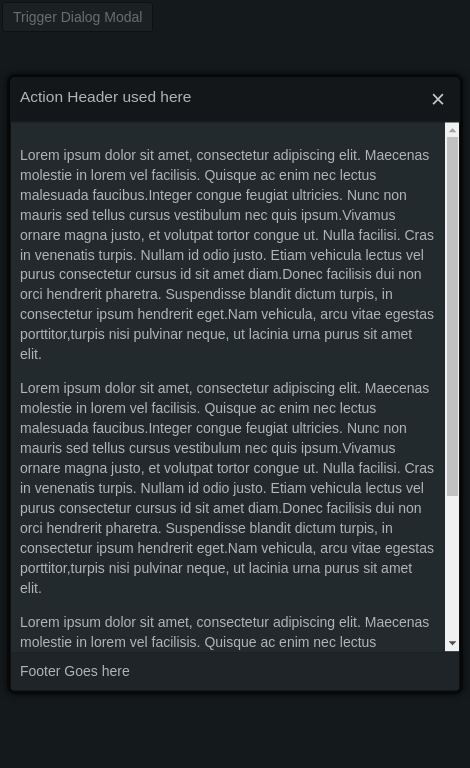 Trigger Dialog Modal
Action Header used here
Lorem ipsum dolor sit amet, consectetur adipiscing elit. Maecenas
molestie in lorem vel facilisis. Quisque ac enim nec lectus
malesuada faucibus.Integer congue feugiat ultricies. Nunc non
mauris sed tellus cursus vestibulum nec quis ipsum.Vivamus
ornare magna justo, et volutpat tortor congue ut. Nulla facilisi. Cras
in venenatis turpis. Nullam id odio justo. Etiam vehicula lectus vel
purus consectetur cursus id sit amet diam.Donec facilisis dui non
orci hendrerit pharetra. Suspendisse blandit dictum turpis, in
consectetur ipsum hendrerit eget.Nam vehicula, arcu vitae egestas
porttitor,turpis nisi pulvinar neque, ut lacinia urna purus sit amet
elit.
Lorem ipsum dolor sit amet, consectetur adipiscing elit. Maecenas
molestie in lorem vel facilisis. Quisque ac enim nec lectus
malesuada faucibus.Integer congue feugiat ultricies. Nunc non
mauris sed tellus cursus vestibulum nec quis ipsum.Vivamus
ornare magna justo, et volutpat tortor congue ut. Nulla facilisi. Cras
in venenatis turpis. Nullam id odio justo. Etiam vehicula lectus vel
purus consectetur cursus id sit amet diam.Donec facilisis dui non
orci hendrerit pharetra. Suspendisse blandit dictum turpis, in
consectetur ipsum hendrerit eget.Nam vehicula, arcu vitae egestas
porttitor,turpis nisi pulvinar neque, ut lacinia urna purus sit amet
elit.
Lorem ipsum dolor sit amet, consectetur adipiscing elit. Maecenas
molestie in lorem vel facilisis. Quisque ac enim nec lectus
Footer Goes here